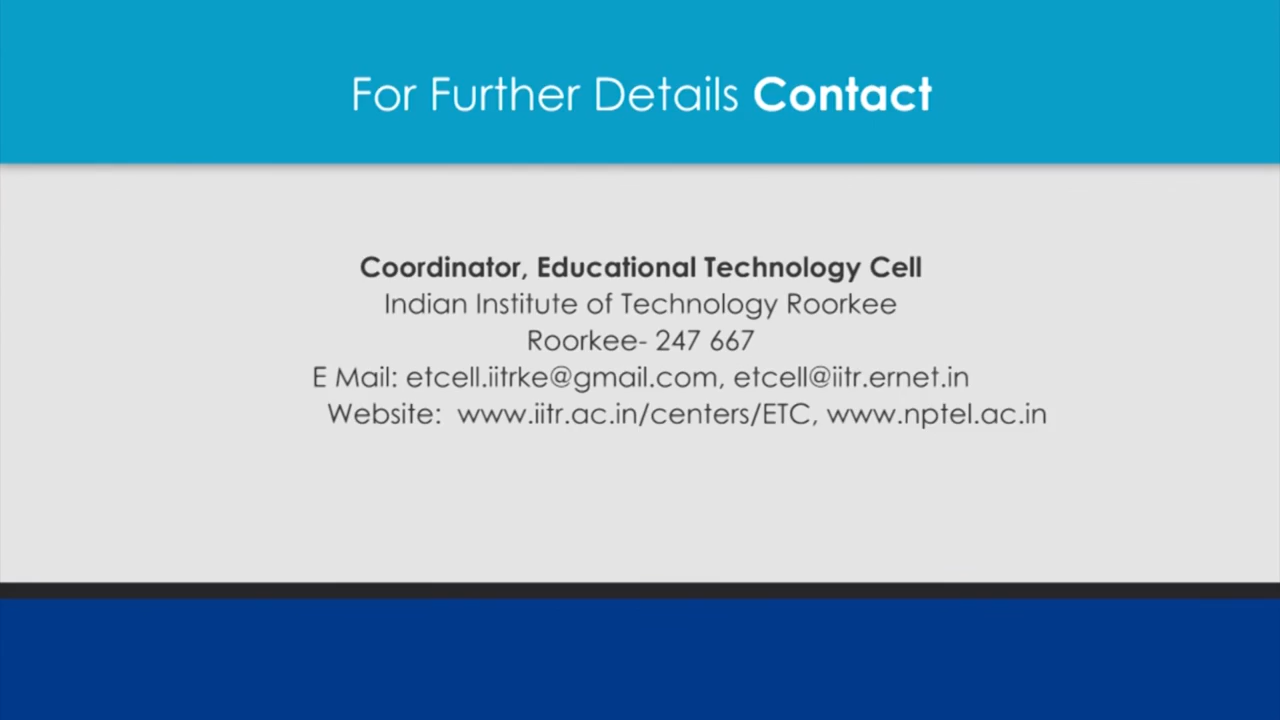 For Further Details Contact
Coordinator, Educational Technology Cell
Indian Institute of Technology Roorkee
Roorkee- 247 667
E Mail: etcell.iitrke@gmail.com, etcell@iitr.ernet.in
Website: www.iitr.ac.in/centers/ETC, www.nptel.ac.in